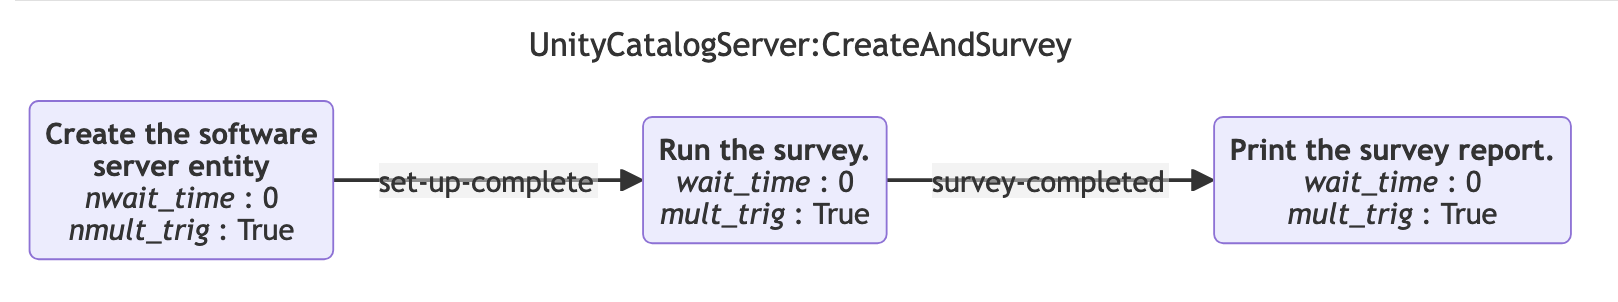 UnityCatalogServer:CreateAndSurvey
Create the software
server entity
nwait_time : 0
nmult_trig : True
set-up-complete
Run the survey.
wait_time : 0
mult_trig : True
survey-completed
Print the survey report.
wait_time : 0
mult_trig : True